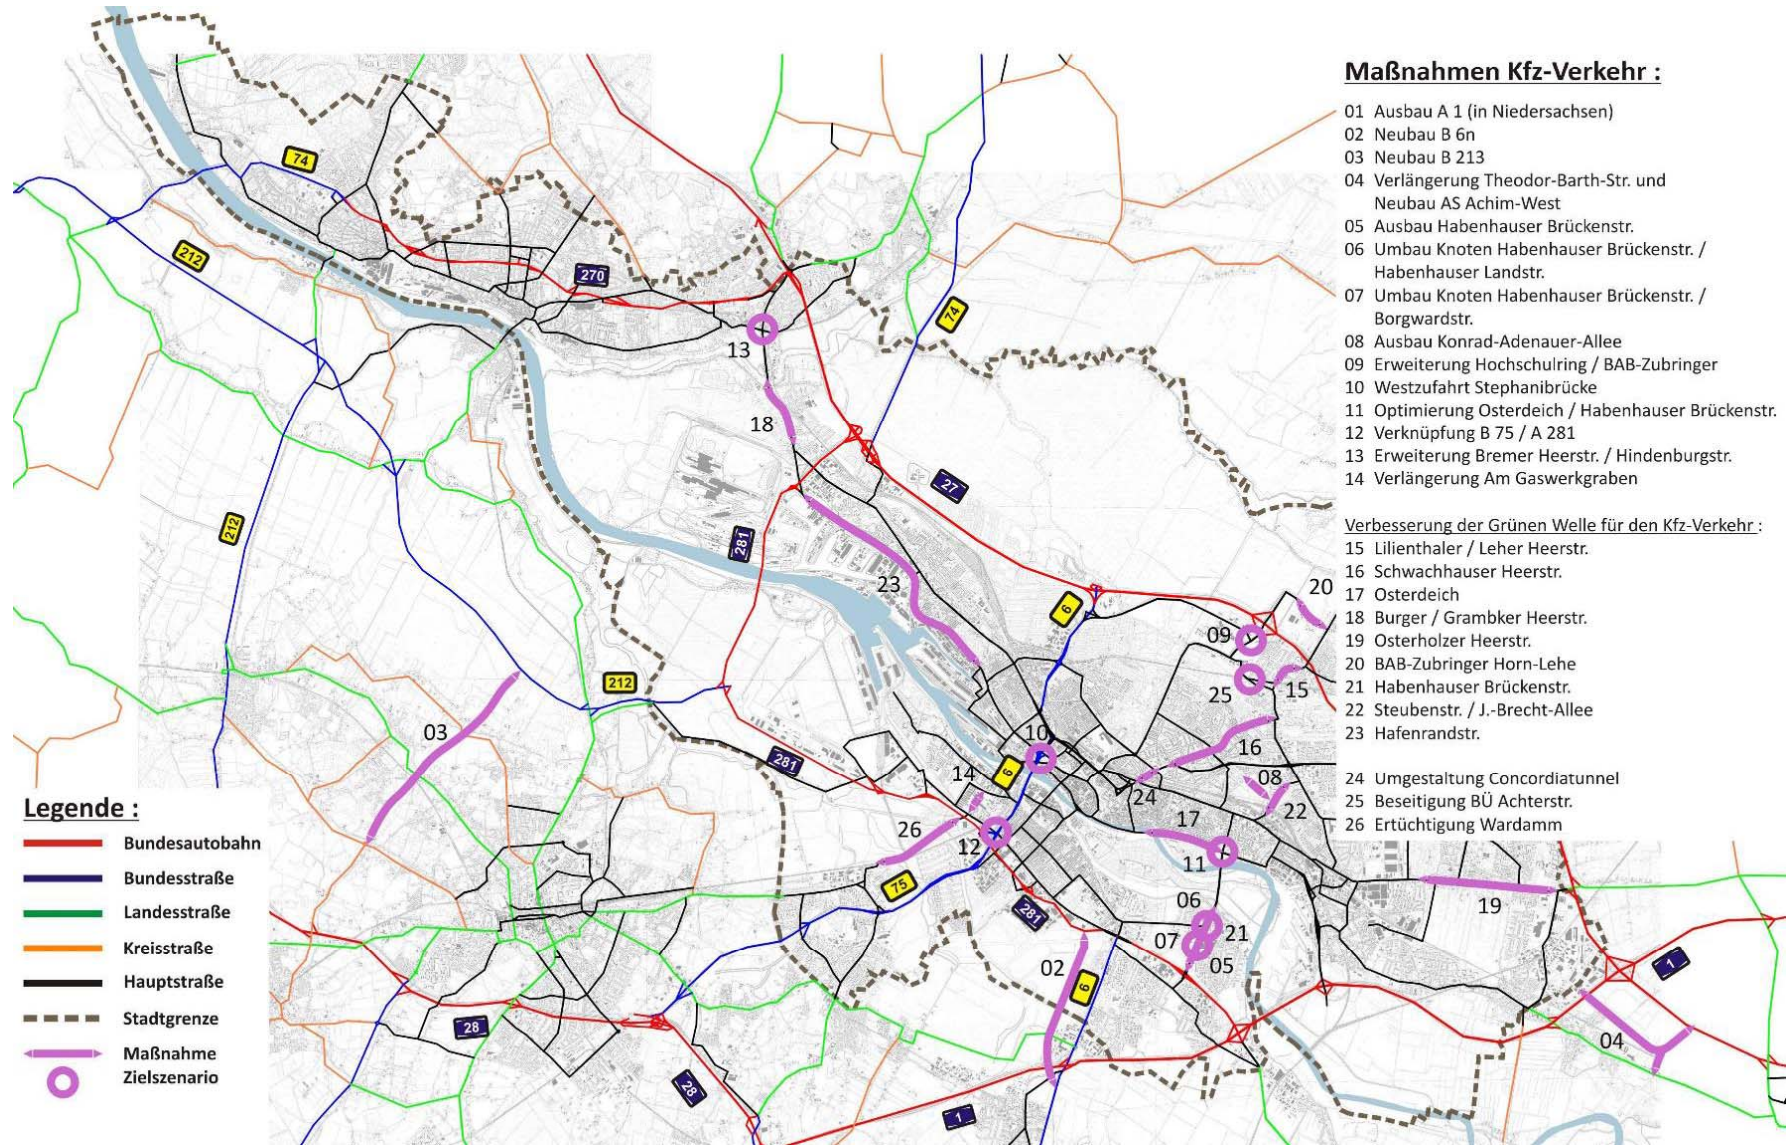 Maßnahmen Kfz-Verkehr :
01 Ausbau A 1 (in Niedersachsen)
02 Neubau B 6n
03 Neubau B 213
04 Verlängerung Theodor-Barth-Str. und
Neubau AS Achim-West
05 Ausbau Habenhauser Brückenstr.
06 Umbau Knoten Habenhauser Brückenstr. /
Habenhauser Landstr.
07 Umbau Knoten Habenhauser Brückenstr. /
Borgwardstr.
08 Ausbau Konrad-Adenauer-Allee
09 Erweiterung Hochschulring / BAB-Zubringer
10 Westzufahrt Stephanibrücke
11 Optimierung Osterdeich / Habenhauser Brückenstr.
12 Verknüpfung B 75 / A 281
13 Erweiterung Bremer Heerstr. / Hindenburgstr.
14 Verlängerung Am Gaswerkgraben
Verbesserung der Grünen Welle für den Kfz-Verkehr :
15 Lilienthaler / Leher Heerstr.
16 Schwachhauser Heerstr.
17 Osterdeich
18 Burger / Grambker Heerstr.
19 Osterholzer Heerstr.
20 BAB-Zubringer Horn-Lehe
21 Habenhauser Brückenstr.
22 Steubenstr. / J.-Brecht-Allee
23 Hafenrandstr.
24 Umgestaltung Concordiatunnel
25 Beseitigung BÜ Achterstr.
26 Ertüchtigung Wardamm
74
212
270
74
13
18
27
212
281
23
6
20
09
25
15
212
03
281
10
16
14
6
08
24
22
17
26
12
11
75
06
19
281
21
07
05
02
6
1
04
28
28
1
Legende :
Bundesautobahn
Bundesstraße
Landesstraße
Kreisstraße
Hauptstraße
Stadtgrenze
Maßnahme
Zielszenario